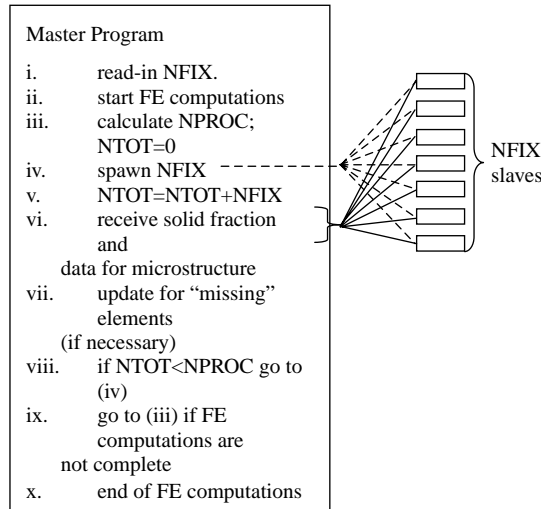 Master Program
i. read-in NFIX.
ii. start FE computations
iii. calculate NPROC;
NTOT=0
iv. spawn NFIX
v. NTOT=NTOT+NFIX
vi. receive solid fraction
and
data for microstructure
vii. update for “missing”
elements
(if necessary)
viii. if NTOT<NPROC go to
(iv)
ix. go to (iii) if FE
computations are
not complete
x. end of FE computations
NFIX
slaves